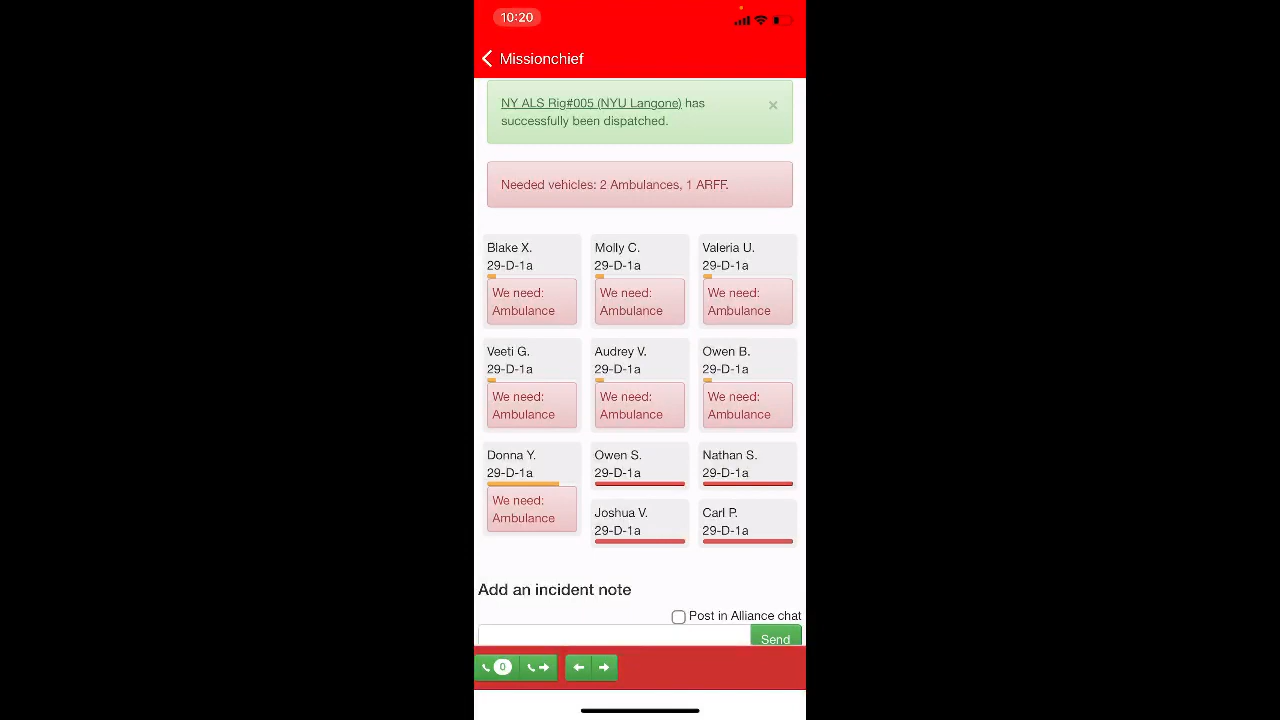 10:20
Missionchief
NY ALS Rig#005 (NYU Langone) has
successfully been dispatched.
×
Needed vehicles: 2 Ambulances, 1 ARFF.
Blake X.
29-D-1a
We need:
Ambulance
Molly C.
29-D-1a
We need:
Ambulance
Valeria U.
29-D-1a
We need:
Ambulance
Veeti G.
29-D-1a
We need:
Ambulance
Audrey V.
29-D-1a
We need:
Ambulance
Owen B.
29-D-1a
We need:
Ambulance
Donna Y.
29-D-1a
We need:
Ambulance
Owen S.
29-D-1a
Nathan S.
29-D-1a
Joshua V.
29-D-1a
Carl P.
29-D-1a
Add an incident note
Post in Alliance chat
Send
0